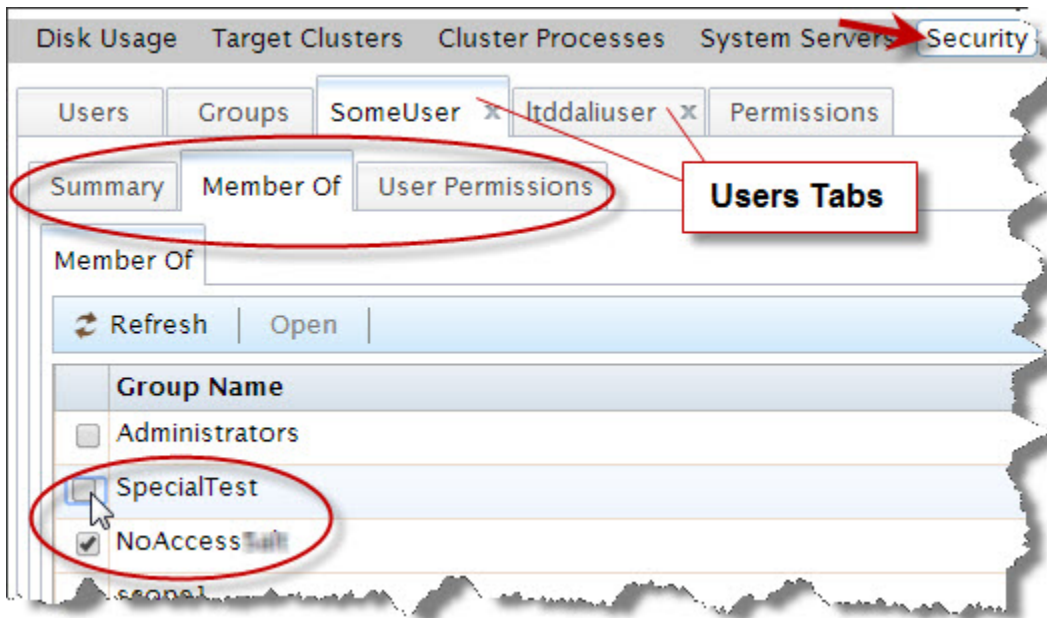 Disk Usage Target Clusters Cluster Processes System Servers Security
Users Groups SomeUser x ltddaliuser x Permissions
Summary Member Of User Permissions
Users Tabs
Member Of
Refresh Open
Group Name
Administrators
SpecialTest
NoAccess